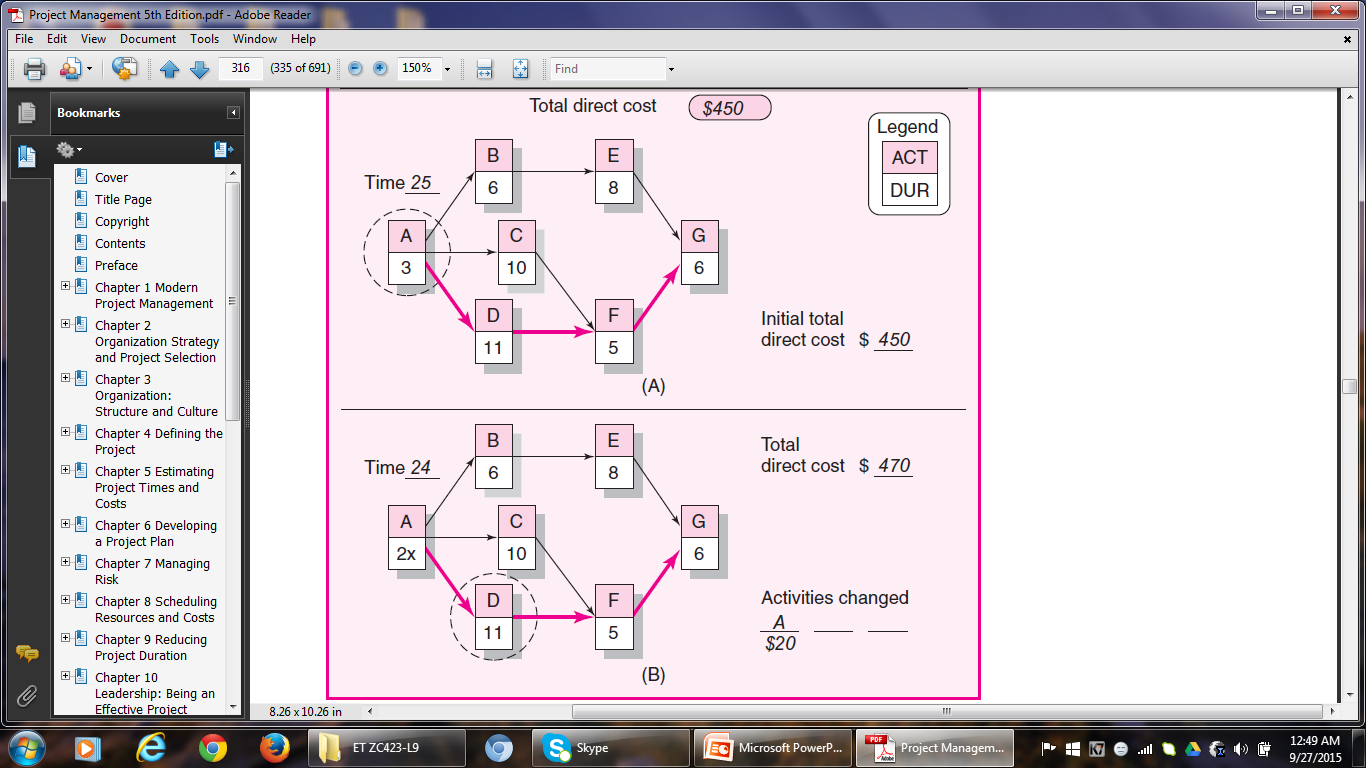 Project Management 5th Edition.pdf - Adobe Reader
File Edit View Document Tools Window Help
316 (335 of 691) 150% Find
Bookmarks
Cover
Title Page
Copyright
Contents
Preface
Chapter 1 Modern
Project Management
Chapter 2
Organization Strategy
and Project Selection
Chapter 3
Organization:
Structure and Culture
Chapter 4 Defining the
Project
Chapter 5 Estimating
Project Times and
Costs
Chapter 6 Developing
a Project Plan
Chapter 7 Managing
Risk
Chapter 8 Scheduling
Resources and Costs
Chapter 9 Reducing
Project Duration
Chapter 10
Leadership: Being an
Effective Project
Total direct cost $450
Legend
ACT
DUR
Time 25
B
6
E
8
A
3
C
10
G
6
D
11
F
5
Initial total
direct cost $ 450
(A)
Time 24
B
6
E
8
Total
direct cost $ 470
A
2x
C
10
G
6
D
11
F
5
Activities changed
A
$20
(B)
8.26 x 10.26 in
ET ZC423-L9
Skype
Microsoft PowerP...
Project Managem...
12:49 AM
9/27/2015